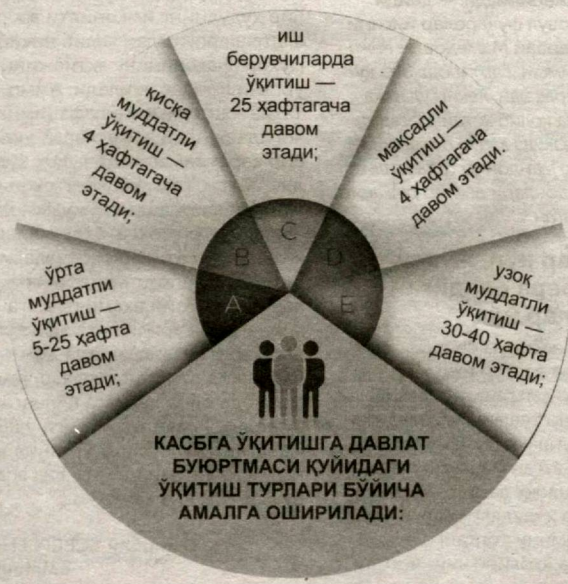 иш
берувчиларда
ўқитиш —
25 ҳафтагача
давом
этади;
қисқа
муддатли
ўқитиш —
4 ҳафтагача
давом
этади;
мақсадли
ўқитиш —
4 ҳафтагача
давом этади.
ўрта
муддатли
ўқитиш —
5-25 ҳафта
давом
этади;
узоқ
муддатли
ўқитиш —
30-40 ҳафта
давом этади;
A
B
C
D
E
КАСБГА ЎҚИТИШГА ДАВЛАТ
БУЮРТМАСИ ҚУЙИДАГИ
ЎҚИТИШ ТУРЛАРИ БЎЙИЧА
АМАЛГА ОШИРИЛАДИ: